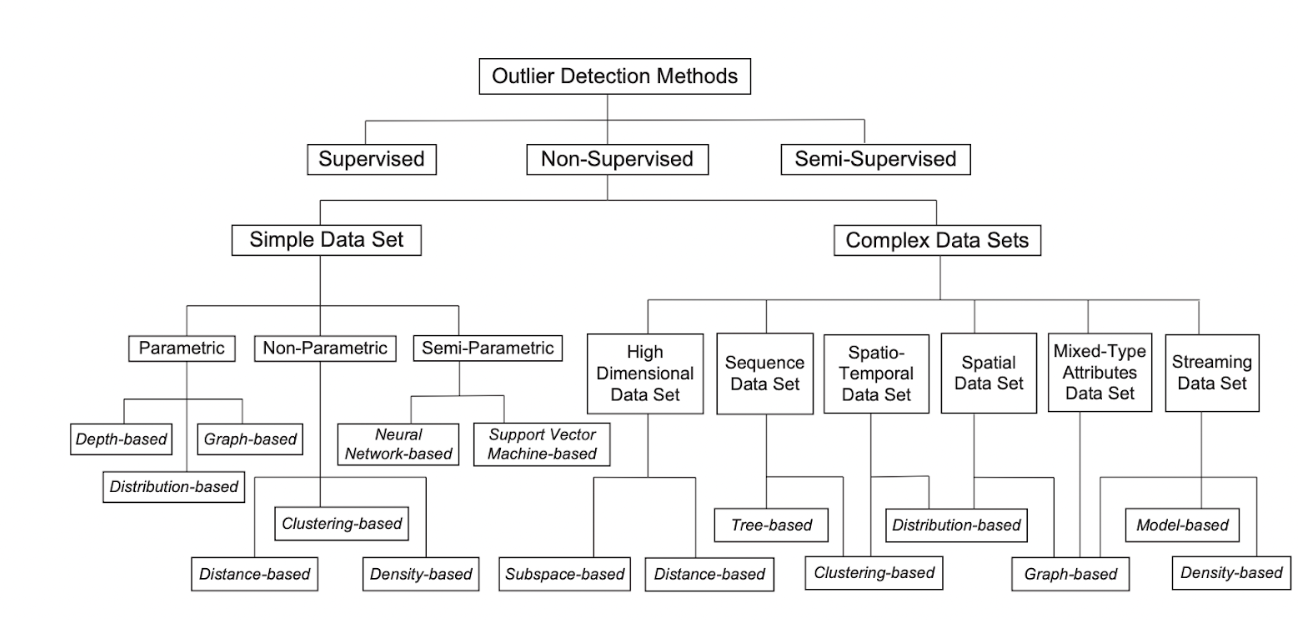 Outlier Detection Methods
Supervised
Non-Supervised
Semi-Supervised
Simple Data Set
Complex Data Sets
Parametric
Non-Parametric
Semi-Parametric
High
Dimensional
Data Set
Sequence
Data Set
Spatio-
Temporal
Data Set
Spatial
Data Set
Mixed-Type
Attributes
Data Set
Streaming
Data Set
Depth-based
Graph-based
Neural
Network-based
Support Vector
Machine-based
Distribution-based
Clustering-based
Tree-based
Distribution-based
Model-based
Distance-based
Density-based
Subspace-based
Distance-based
Clustering-based
Graph-based
Density-based